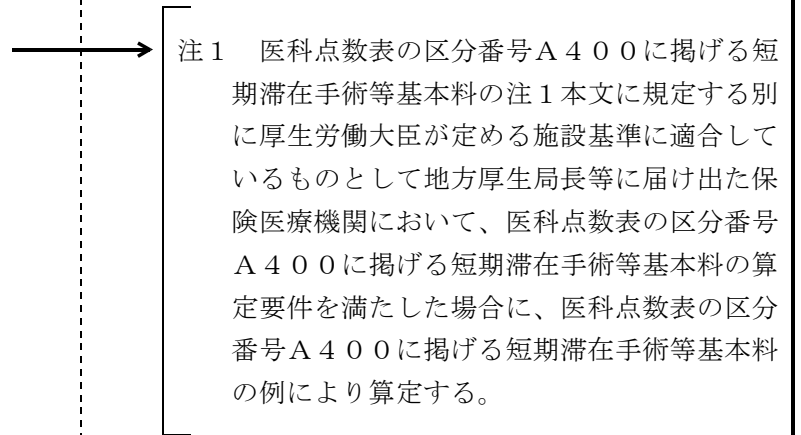 注１　医科点数表の区分番号Ａ４００に掲げる短
期滞在手術等基本料の注１本文に規定する別
に厚生労働大臣が定める施設基準に適合して
いるものとして地方厚生局長等に届け出た保
険医療機関において、医科点数表の区分番号
Ａ４００に掲げる短期滞在手術等基本料の算
定要件を満たした場合に、医科点数表の区分
番号Ａ４００に掲げる短期滞在手術等基本料
の例により算定する。